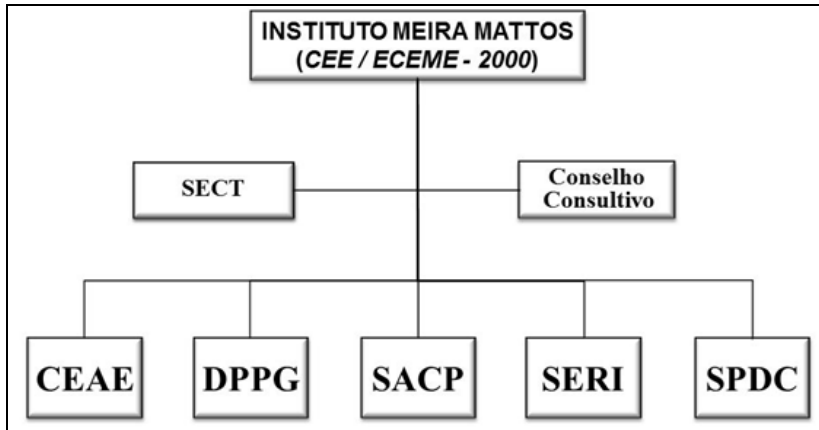 INSTITUTO MEIRA MATTOS
(CEE / ECEME - 2000)
SECT
Conselho
Consultivo
CEAE
DPPG
SACP
SERI
SPDC